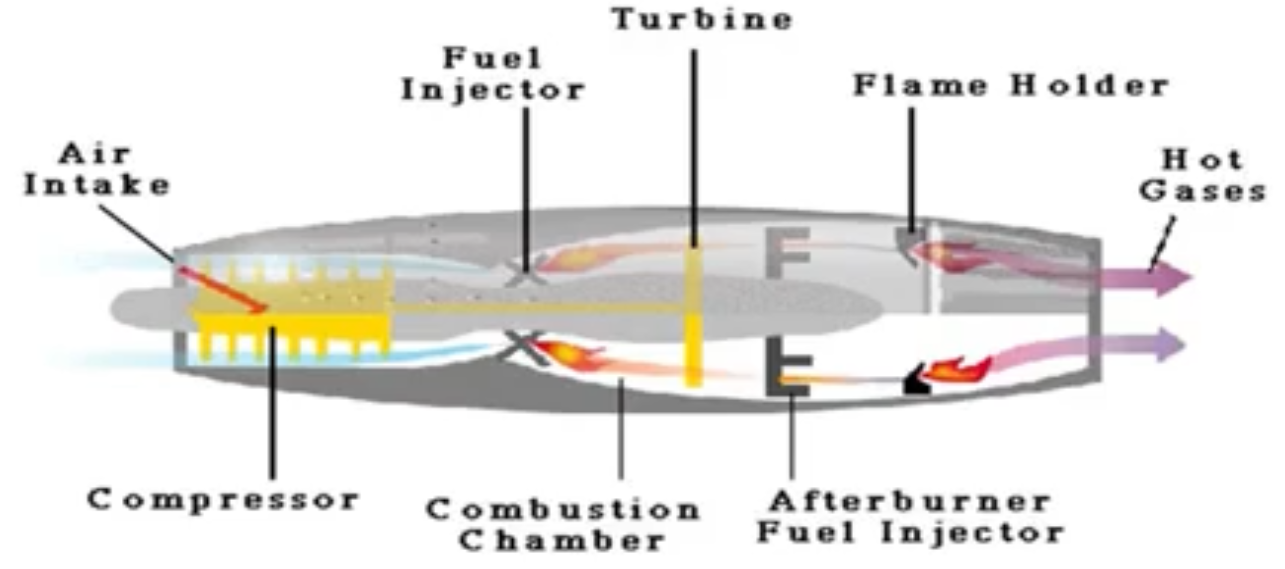 Turbine
Fuel
Injector
Flame Holder
Air
Intake
Hot
Gases
Compressor
Combustion
Chamber
Afterburner
Fuel Injector